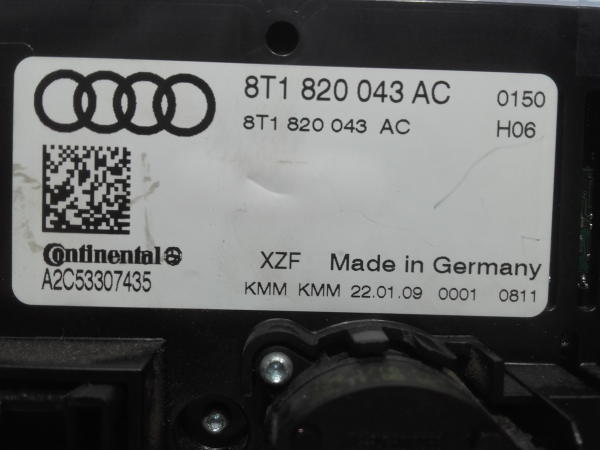 8T1 820 043 AC 0150
8T1 820 043 AC H06
Continental
A2C53307435
XZF Made in Germany
KMM KMM 22.01.09 0001 0811